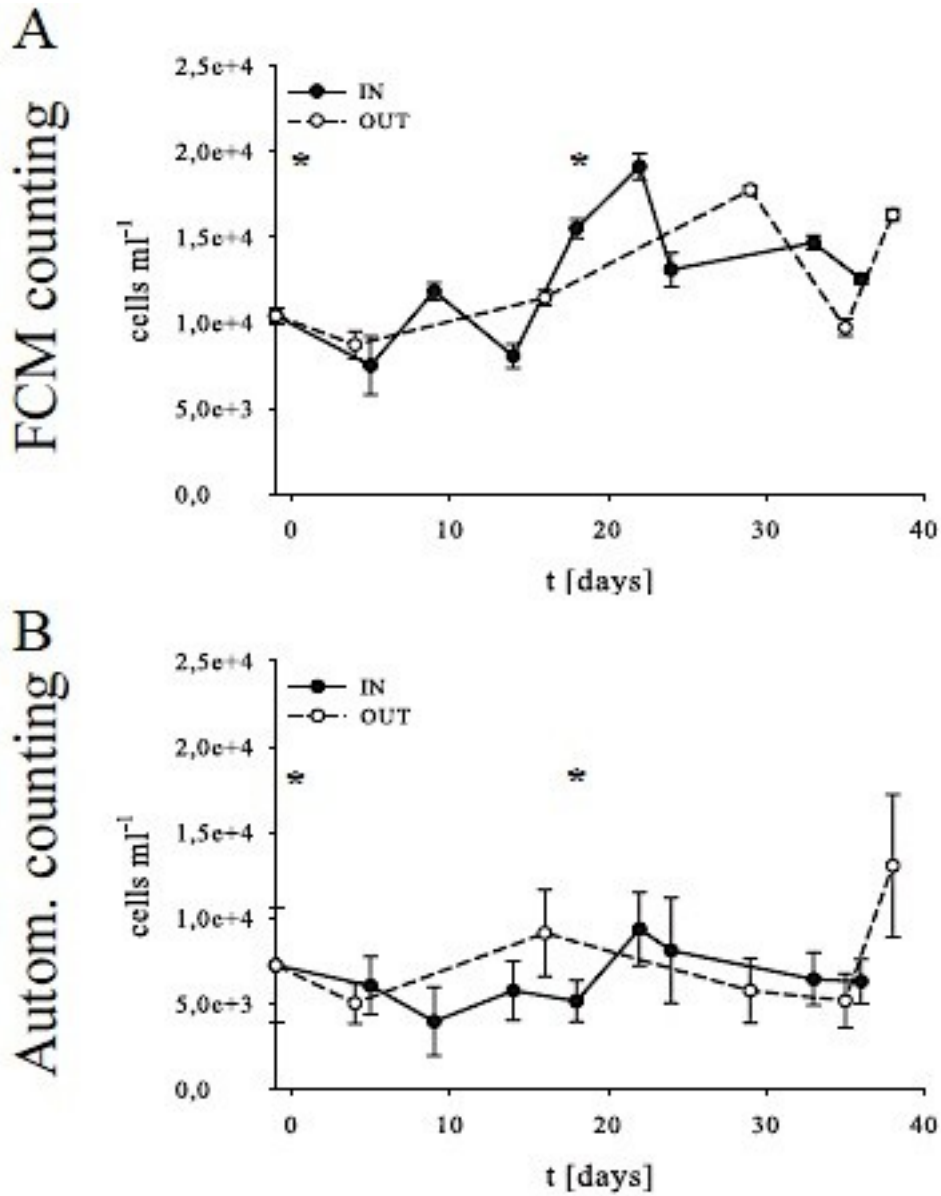 A
FCM counting
cells ml⁻¹
2,5e+4
2,0e+4
1,5e+4
1,0e+4
5,0e+3
0,0
IN
OUT
*
*
0 10 20 30 40
t [days]
B
Autom. counting
cells ml⁻¹
2,5e+4
2,0e+4
1,5e+4
1,0e+4
5,0e+3
0,0
IN
OUT
*
*
0 10 20 30 40
t [days]